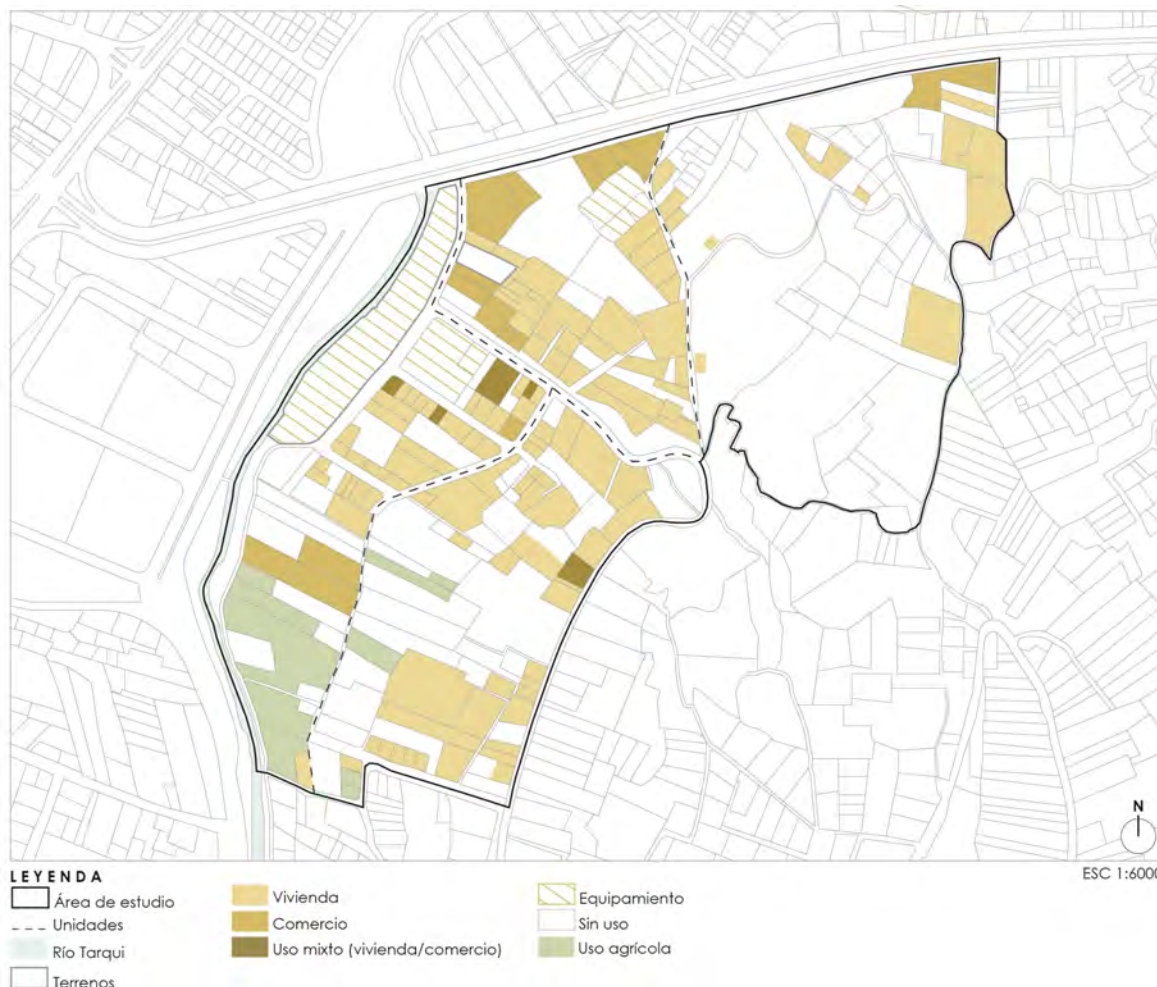 N
ESC 1:6000
LEYENDA
Área de estudio
Unidades
Río Tarqui
Terrenos
Vivienda
Comercio
Uso mixto (vivienda/comercio)
Equipamiento
Sin uso
Uso agrícola